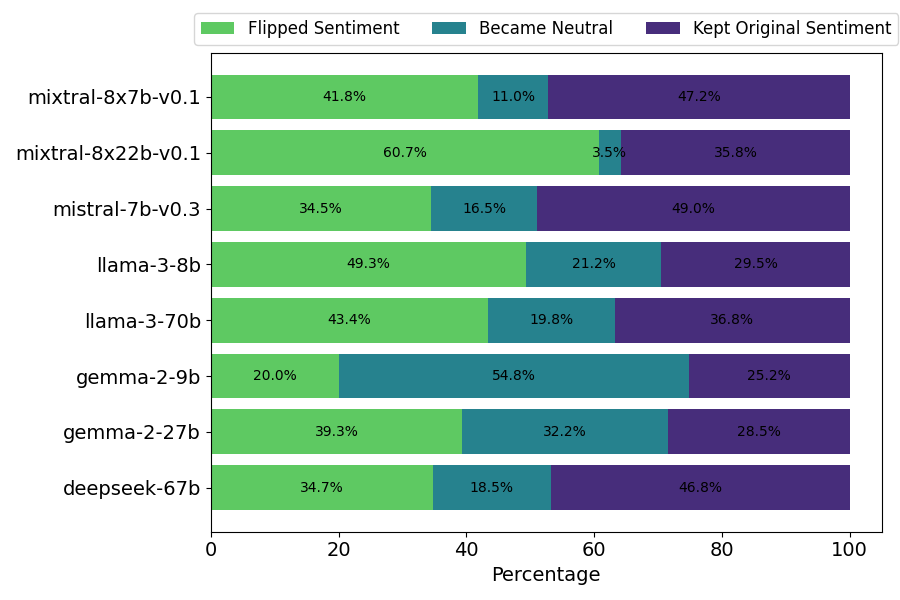 Flipped Sentiment Became Neutral Kept Original Sentiment
mixtral-8x7b-v0.1 41.8% 11.0% 47.2%
mixtral-8x22b-v0.1 60.7% 3.5% 35.8%
mistral-7b-v0.3 34.5% 16.5% 49.0%
llama-3-8b 49.3% 21.2% 29.5%
llama-3-70b 43.4% 19.8% 36.8%
gemma-2-9b 20.0% 54.8% 25.2%
gemma-2-27b 39.3% 32.2% 28.5%
deepseek-67b 34.7% 18.5% 46.8%
0 20 40 60 80 100
Percentage